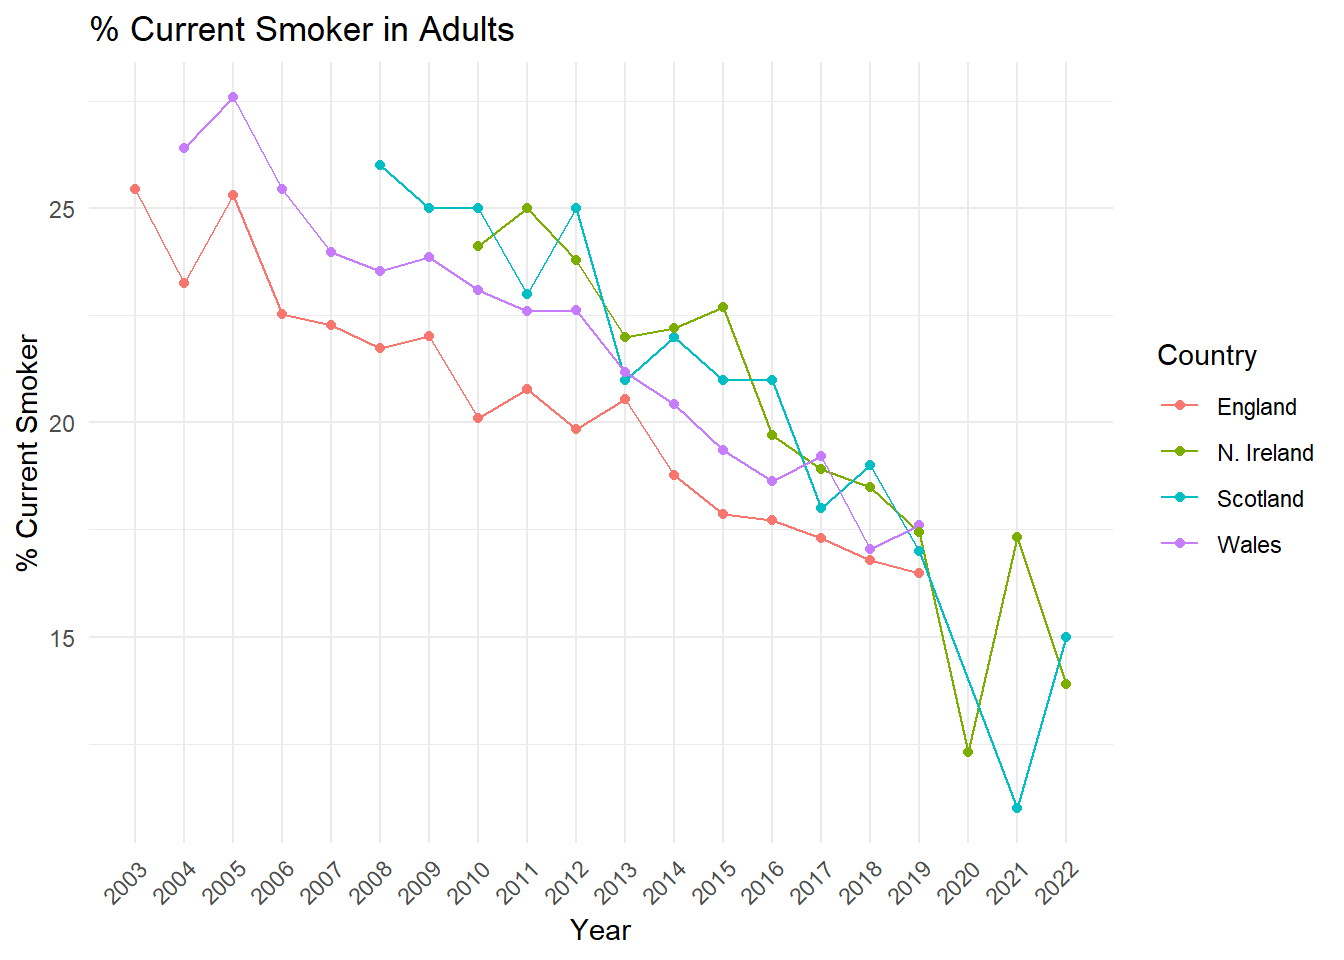 % Current Smoker in Adults
% Current Smoker
25
20
15
2003
2004
2005
2006
2007
2008
2009
2010
2011
2012
2013
2014
2015
2016
2017
2018
2019
2020
2021
2022
Year
Country
England
N. Ireland
Scotland
Wales